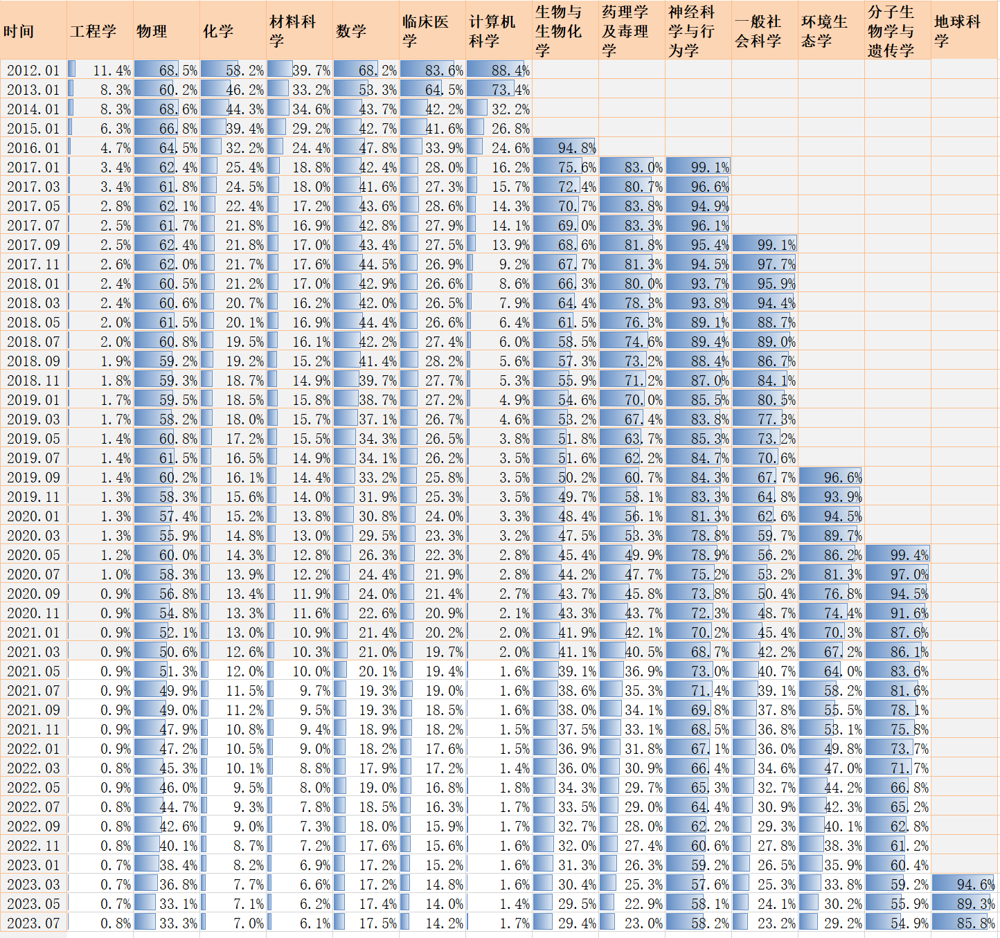 时间 工程学 物理 化学 材料科学 数学 临床医学 计算机科学 生物与生物化学 药理学及毒理学 神经科学与行为学 一般社会科学 环境生态学 分子生物学与遗传学 地球科学
2012.01 11.4% 68.5% 58.2% 39.7% 68.2% 83.6% 88.4%
2013.01 8.3% 60.2% 46.2% 33.2% 53.3% 64.5% 73.4%
2014.01 8.3% 68.6% 44.3% 34.6% 43.7% 42.2% 32.2%
2015.01 6.3% 66.8% 39.4% 29.2% 42.7% 41.6% 26.8%
2016.01 4.7% 64.5% 32.2% 24.4% 47.8% 33.9% 24.6% 94.8%
2017.01 3.4% 62.4% 25.4% 18.8% 42.4% 28.0% 16.2% 75.6% 83.0% 99.1%
2017.03 3.4% 61.8% 24.5% 18.0% 41.6% 27.3% 15.7% 72.4% 80.7% 96.6%
2017.05 2.8% 62.1% 22.4% 17.2% 43.6% 28.6% 14.3% 70.7% 83.8% 94.9%
2017.07 2.5% 61.7% 21.8% 16.9% 42.8% 27.9% 14.1% 69.0% 83.3% 96.1%
2017.09 2.5% 62.4% 21.8% 17.0% 43.4% 27.5% 13.9% 68.6% 81.8% 95.4% 99.1%
2017.11 2.6% 62.0% 21.7% 17.6% 44.5% 26.9% 9.2% 67.7% 81.3% 94.5% 97.7%
2018.01 2.4% 60.5% 21.2% 17.0% 42.9% 26.6% 8.6% 66.3% 80.0% 93.7% 95.9%
2018.03 2.4% 60.6% 20.7% 16.2% 42.0% 26.5% 7.9% 64.4% 78.3% 93.8% 94.4%
2018.05 2.0% 61.5% 20.1% 16.9% 44.4% 26.6% 6.4% 61.5% 76.3% 89.1% 88.7%
2018.07 2.0% 60.8% 19.5% 16.1% 42.2% 27.4% 6.0% 58.5% 74.6% 89.4% 89.0%
2018.09 1.9% 59.2% 19.2% 15.2% 41.4% 28.2% 5.6% 57.3% 73.2% 88.4% 86.7%
2018.11 1.8% 59.3% 18.7% 14.9% 39.7% 27.7% 5.3% 55.9% 71.2% 87.0% 84.1%
2019.01 1.7% 59.5% 18.5% 15.8% 38.7% 27.2% 4.9% 54.6% 70.0% 85.5% 80.5%
2019.03 1.7% 58.2% 18.0% 15.7% 37.1% 26.7% 4.6% 53.2% 67.4% 83.8% 77.3%
2019.05 1.4% 60.8% 17.2% 15.5% 34.3% 26.5% 3.8% 51.8% 63.7% 85.3% 73.2%
2019.07 1.4% 61.5% 16.5% 14.9% 34.1% 26.2% 3.5% 51.6% 62.2% 84.7% 70.6%
2019.09 1.4% 60.2% 16.1% 14.4% 33.2% 25.8% 3.5% 50.2% 60.7% 84.3% 67.7% 96.6%
2019.11 1.3% 58.3% 15.6% 14.0% 31.9% 25.3% 3.5% 49.7% 58.1% 83.3% 64.8% 93.9%
2020.01 1.3% 57.4% 15.2% 13.8% 30.8% 24.0% 3.3% 48.4% 56.1% 81.3% 62.6% 94.5%
2020.03 1.3% 55.9% 14.8% 13.0% 29.5% 23.3% 3.2% 47.5% 53.3% 78.8% 59.7% 89.7%
2020.05 1.2% 60.0% 14.3% 12.8% 26.3% 22.3% 2.8% 45.4% 49.9% 78.9% 56.2% 86.2% 99.4%
2020.07 1.0% 58.3% 13.9% 12.2% 24.4% 21.9% 2.8% 44.2% 47.7% 75.2% 53.2% 81.3% 97.0%
2020.09 0.9% 56.8% 13.4% 11.9% 24.0% 21.4% 2.7% 43.7% 45.8% 73.8% 50.4% 76.8% 94.5%
2020.11 0.9% 54.8% 13.3% 11.6% 22.6% 20.9% 2.1% 43.3% 43.7% 72.3% 48.7% 74.4% 91.6%
2021.01 0.9% 52.1% 13.0% 10.9% 21.4% 20.2% 2.0% 41.9% 42.1% 70.2% 45.4% 70.3% 87.6%
2021.03 0.9% 50.6% 12.6% 10.3% 21.0% 19.7% 2.0% 41.1% 40.5% 68.7% 42.2% 67.2% 86.1%
2021.05 0.9% 51.3% 12.0% 10.0% 20.1% 19.4% 1.6% 39.1% 36.9% 73.0% 40.7% 64.0% 83.6%
2021.07 0.9% 49.9% 11.5% 9.7% 19.3% 19.0% 1.6% 38.6% 35.3% 71.4% 39.1% 58.2% 81.6%
2021.09 0.9% 49.0% 11.2% 9.5% 19.3% 18.5% 1.6% 38.0% 34.1% 69.8% 37.8% 55.5% 78.1%
2021.11 0.9% 47.9% 10.8% 9.4% 18.9% 18.2% 1.5% 37.5% 33.1% 68.5% 36.8% 53.1% 75.8%
2022.01 0.9% 47.2% 10.5% 9.0% 18.2% 17.6% 1.5% 36.9% 31.8% 67.1% 36.0% 49.8% 73.7%
2022.03 0.8% 45.3% 10.1% 8.8% 17.9% 17.2% 1.4% 36.0% 30.9% 66.4% 34.6% 47.0% 71.7%
2022.05 0.9% 46.0% 9.5% 8.0% 19.0% 16.8% 1.8% 34.3% 29.7% 65.3% 32.7% 44.2% 66.8%
2022.07 0.8% 44.7% 9.3% 7.8% 18.5% 16.3% 1.7% 33.5% 29.0% 64.4% 30.9% 42.3% 65.2%
2022.09 0.8% 42.6% 9.0% 7.3% 18.0% 15.9% 1.7% 32.7% 28.0% 62.2% 29.3% 40.1% 62.8%
2022.11 0.8% 40.1% 8.7% 7.2% 17.6% 15.6% 1.6% 32.0% 27.4% 60.6% 27.8% 38.3% 61.2%
2023.01 0.7% 38.4% 8.2% 6.9% 17.2% 15.2% 1.6% 31.3% 26.3% 59.2% 26.5% 35.9% 60.4%
2023.03 0.7% 36.8% 7.7% 6.6% 17.2% 14.8% 1.6% 30.4% 25.3% 57.6% 25.3% 33.8% 59.2% 94.6%
2023.05 0.7% 33.1% 7.1% 6.2% 17.4% 14.0% 1.4% 29.5% 22.9% 58.1% 24.1% 30.2% 55.9% 89.3%
2023.07 0.8% 33.3% 7.0% 6.1% 17.5% 14.2% 1.7% 29.4% 23.0% 58.2% 23.2% 29.2% 54.9% 85.8%